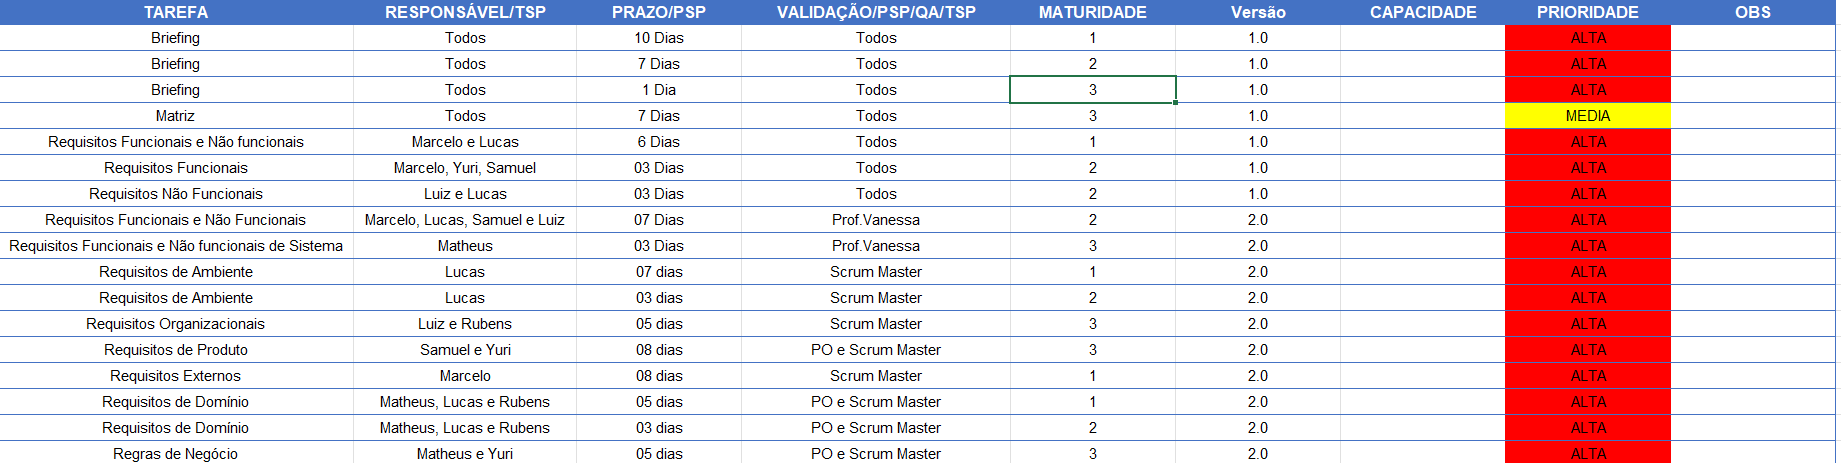 TAREFA RESPONSÁVEL/TSP PRAZO/PSP VALIDAÇÃO/PSP/QA/TSP MATURIDADE Versão CAPACIDADE PRIORIDADE OBS
Briefing Todos 10 Dias Todos 1 1.0 ALTA
Briefing Todos 7 Dias Todos 2 1.0 ALTA
Briefing Todos 1 Dia Todos 3 1.0 ALTA
Matriz Todos 7 Dias Todos 3 1.0 MEDIA
Requisitos Funcionais e Não funcionais Marcelo e Lucas 6 Dias Todos 1 1.0 ALTA
Requisitos Funcionais Marcelo, Yuri, Samuel 03 Dias Todos 2 1.0 ALTA
Requisitos Não Funcionais Luiz e Lucas 03 Dias Todos 2 1.0 ALTA
Requisitos Funcionais e Não Funcionais Marcelo, Lucas, Samuel e Luiz 07 Dias Prof.Vanessa 2 2.0 ALTA
Requisitos Funcionais e Não funcionais de Sistema Matheus 03 Dias Prof.Vanessa 3 2.0 ALTA
Requisitos de Ambiente Lucas 07 dias Scrum Master 1 2.0 ALTA
Requisitos de Ambiente Lucas 03 dias Scrum Master 2 2.0 ALTA
Requisitos Organizacionais Luiz e Rubens 05 dias Scrum Master 3 2.0 ALTA
Requisitos de Produto Samuel e Yuri 08 dias PO e Scrum Master 3 2.0 ALTA
Requisitos Externos Marcelo 08 dias Scrum Master 1 2.0 ALTA
Requisitos de Domínio Matheus, Lucas e Rubens 05 dias PO e Scrum Master 1 2.0 ALTA
Requisitos de Domínio Matheus, Lucas e Rubens 03 dias PO e Scrum Master 2 2.0 ALTA
Regras de Negócio Matheus e Yuri 05 dias PO e Scrum Master 3 2.0 ALTA